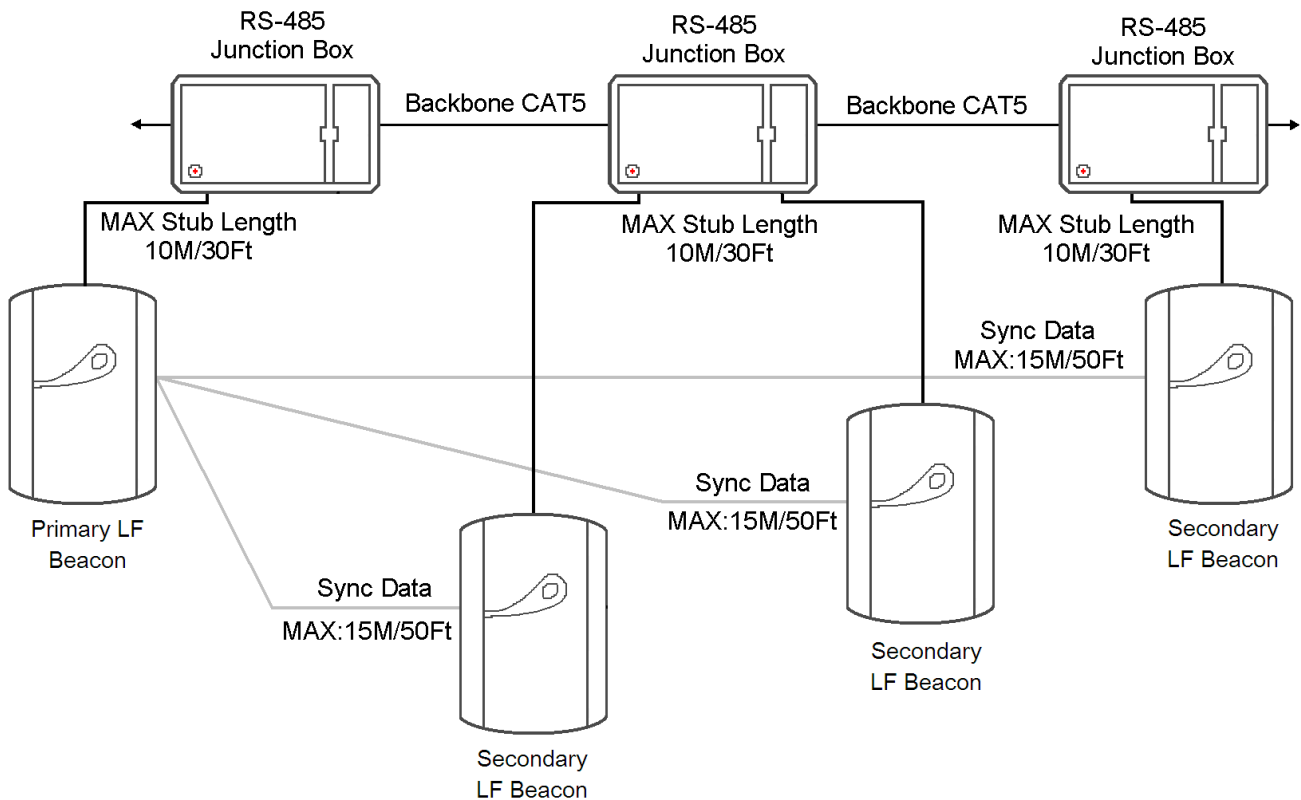 RS-485
Junction Box
RS-485
Junction Box
RS-485
Junction Box
Backbone CAT5
Backbone CAT5
MAX Stub Length
10M/30Ft
MAX Stub Length
10M/30Ft
MAX Stub Length
10M/30Ft
Sync Data
MAX:15M/50Ft
Sync Data
MAX:15M/50Ft
Primary LF
Beacon
Secondary
LF Beacon
Sync Data
MAX:15M/50Ft
Secondary
LF Beacon
Secondary
LF Beacon